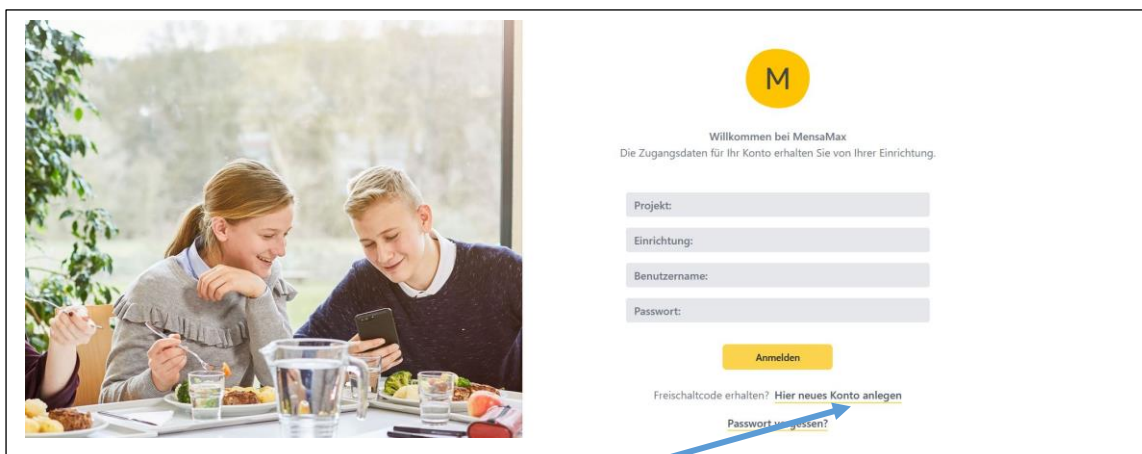 M
Willkommen bei MensaMax
Die Zugangsdaten für Ihr Konto erhalten Sie von Ihrer Einrichtung.
Projekt:
Einrichtung:
Benutzername:
Passwort:
Anmelden
Freischaltcode erhalten? Hier neues Konto anlegen
Passwort vergessen?